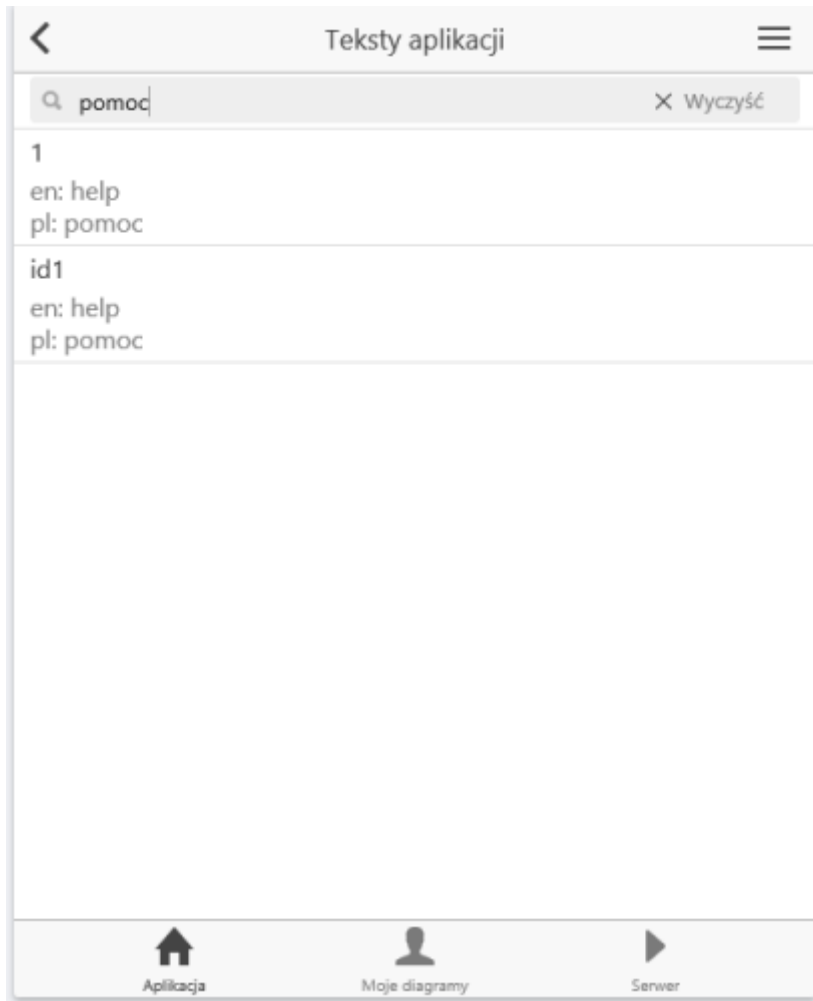 Teksty aplikacji
pomoc
Wyczyść
1
en: help
pl: pomoc
id1
en: help
pl: pomoc
Aplikacja
Moje diagramy
Serwer